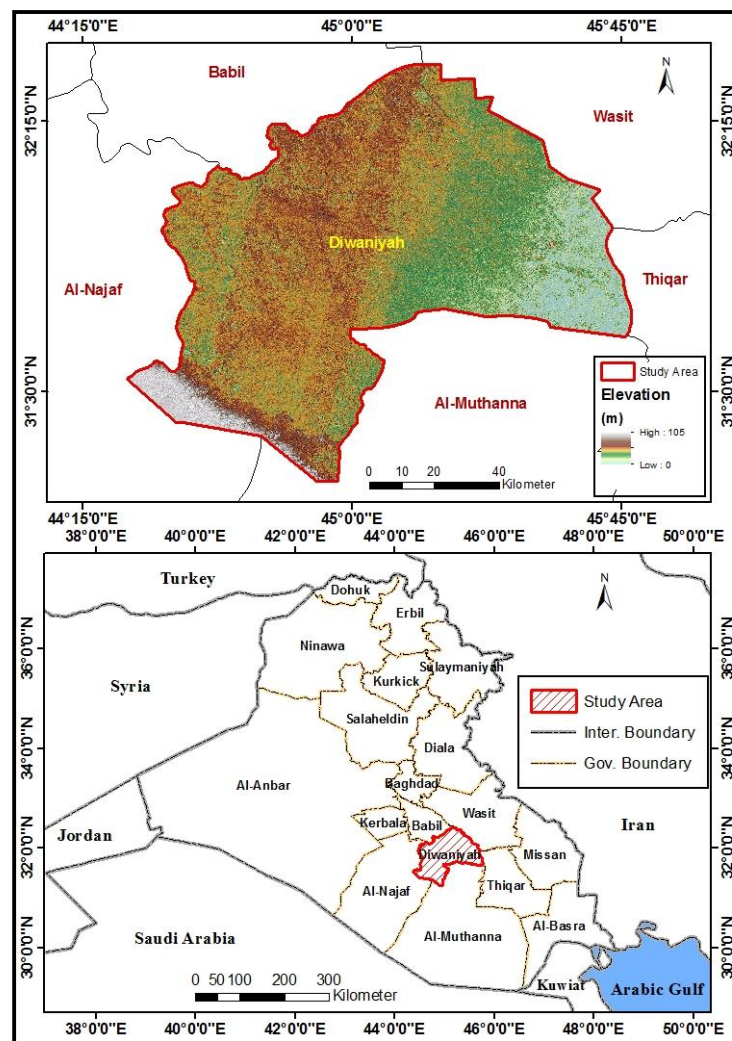 44°15'0"E 45°0'0"E 45°45'0"E
Babil
N
Wasit
32°15'0"N
32°15'0"N
Diwaniyah
Al-Najaf
Thiqar
Al-Muthanna
31°30'0"N
31°30'0"N
Study Area
Elevation
(m)
High : 105
Low : 0
0 10 20 40
Kilometer
44°15'0"E 45°0'0"E 45°45'0"E
38°0'0"E 40°0'0"E 42°0'0"E 44°0'0"E 46°0'0"E 48°0'0"E 50°0'0"E
Turkey
N
Dohuk
Erbil
Ninawa
Sulaymaniyah
Kurkick
Syria
Salaheldin
Diala
Study Area
Inter. Boundary
Gov. Boundary
36°0'0"N
36°0'0"N
34°0'0"N
34°0'0"N
Al-Anbar
Baghdad
Wasit
Kerbala
Babil
Iran
Jordan
Diwaniyah
Missan
32°0'0"N
32°0'0"N
Al-Najaf
Thiqar
Al-Muthanna
Al-Basra
Saudi Arabia
30°0'0"N
30°0'0"N
Kuwiat
Arabic Gulf
0 50 100 200 300
Kilometer
38°0'0"E 40°0'0"E 42°0'0"E 44°0'0"E 46°0'0"E 48°0'0"E 50°0'0"E